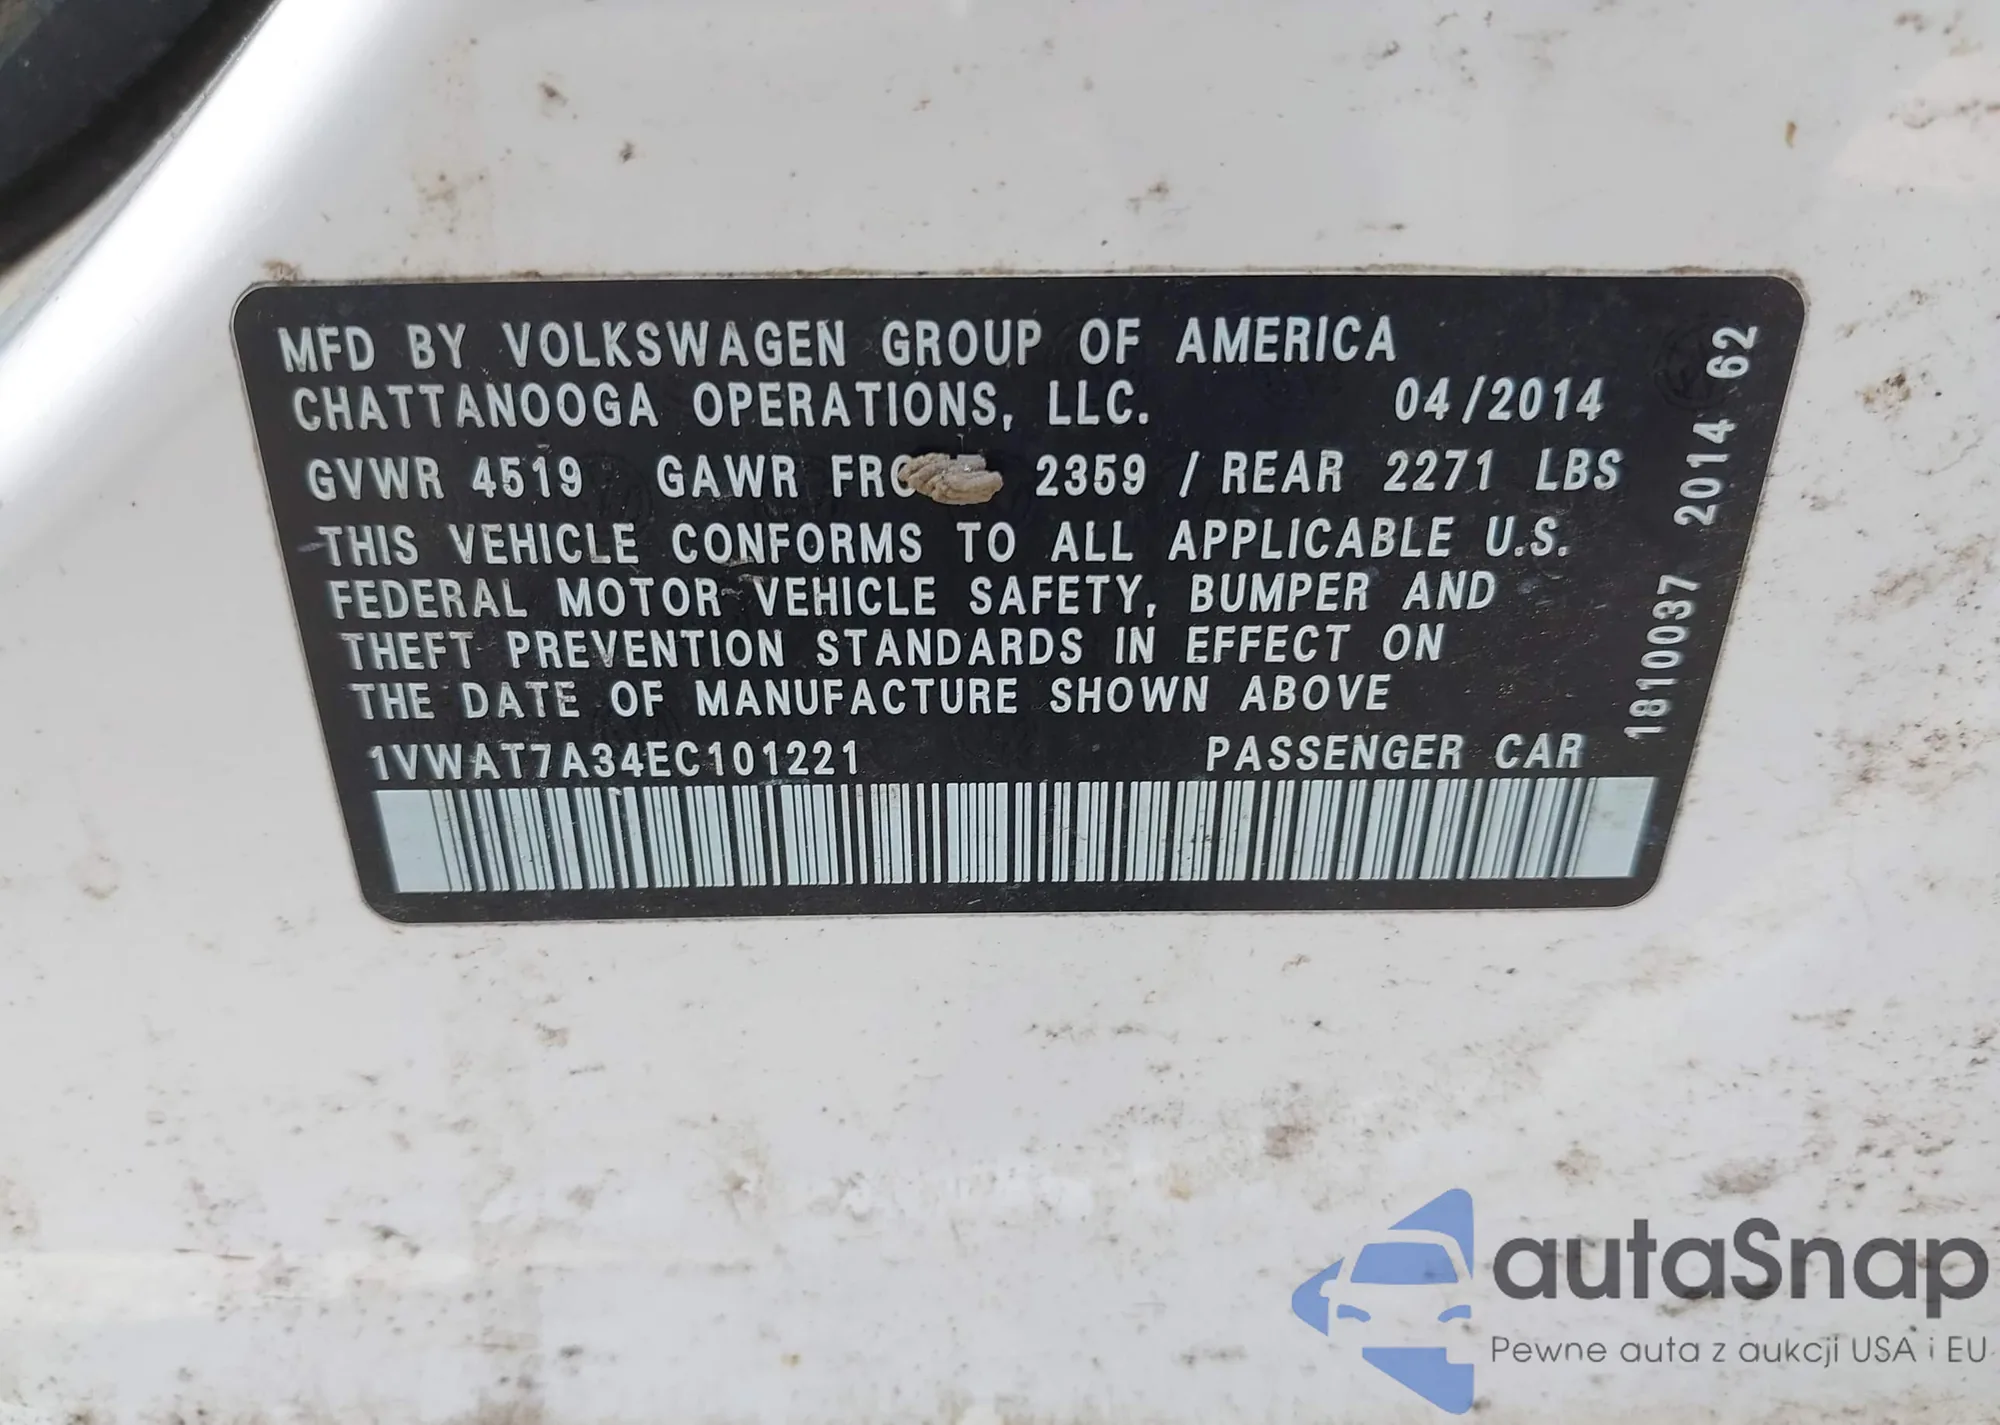 MFD BY VOLKSWAGEN GROUP OF AMERICA
CHATTANOOGA OPERATIONS, LLC. 04/2014
GVWR 4519 GAWR 2359 / REAR 2271 LBS
THIS VEHICLE CONFORMS TO ALL APPLICABLE U.S.
FEDERAL MOTOR VEHICLE SAFETY, BUMPER AND
THEFT PREVENTION STANDARDS IN EFFECT ON
THE DATE OF MANUFACTURE SHOWN ABOVE
1VWAT7A34EC101221 PASSENGER CAR
1810037 2014 62
autaSnap
Pewne auta z aukcji USA i EU